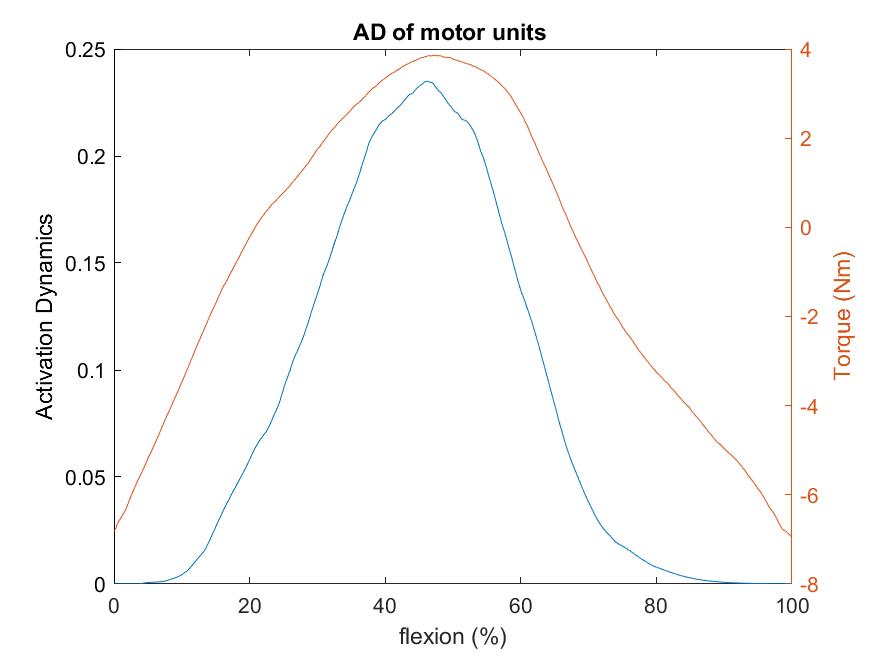 AD of motor units
0.25
0.2
0.15
0.1
0.05
0
Activation Dynamics
4
2
0
-2
-4
-6
-8
Torque (Nm)
0 20 40 60 80 100
flexion (%)